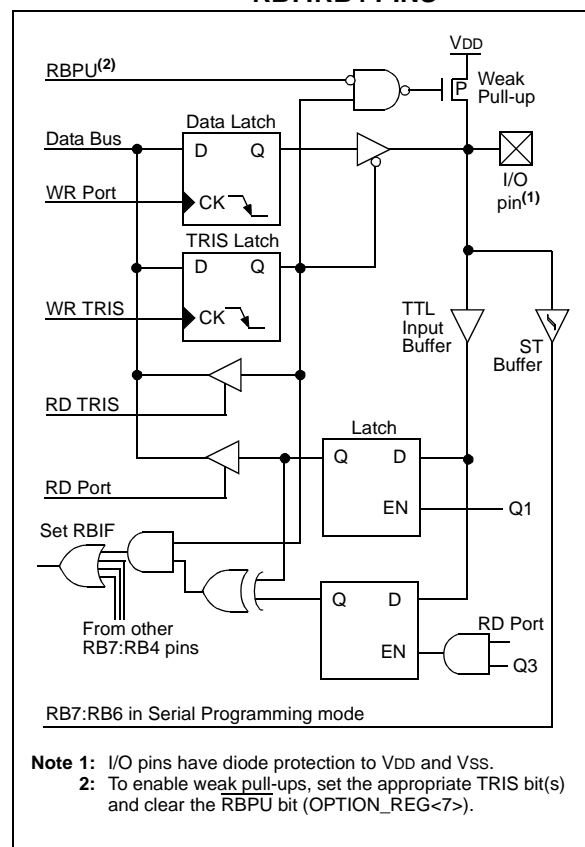 VDD
RBPU(2)
P
Weak
Pull-up
Data Latch
Data Bus
D
Q
I/O
pin(1)
WR Port
CK
TRIS Latch
D
Q
WR TRIS
CK
TTL
Input
Buffer
ST
Buffer
RD TRIS
Latch
Q
D
RD Port
EN
Q1
Set RBIF
Q
D
From other
RB7:RB4 pins
RD Port
EN
Q3
RB7:RB6 in Serial Programming mode
Note 1: I/O pins have diode protection to VDD and VSS.
2: To enable weak pull-ups, set the appropriate TRIS bit(s)
and clear the RBPU bit (OPTION_REG<7>).